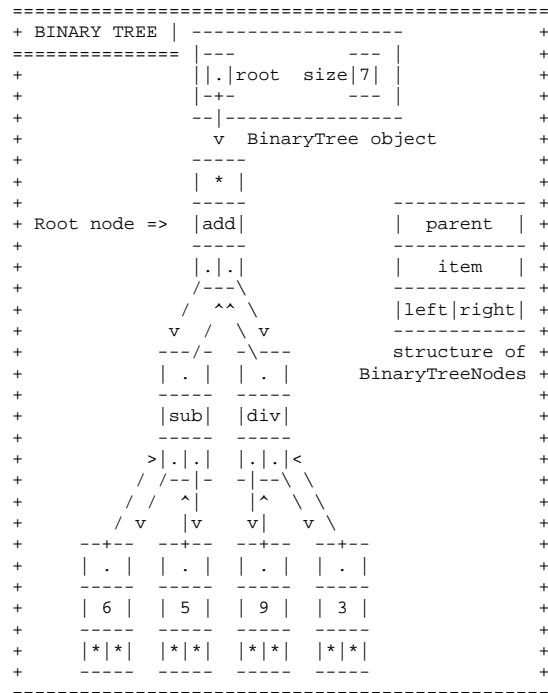 =================================================
+ BINARY TREE | ------------------- +
=============== |--- --- | +
+ ||.|root size|7| | +
+ |-+- --- | +
+ --|---------------- +
+ v BinaryTree object +
+ ----- +
+ | * | +
+ ----- ------------ +
+ Root node => |add| | parent | +
+ ----- ------------ +
+ |.|.| | item | +
+ /---\ ------------ +
+ / ^^ \ |left|right| +
+ v / \ v ------------ +
+ ---/- -\--- structure of +
+ | . | | . | BinaryTreeNodes +
+ ----- ----- +
+ |sub| |div| +
+ ----- ----- +
+ >|.|.| |.|.|< +
+ / /--|- -|--\ \ +
+ / / ^| |^ \ \ +
+ / v |v v| v \ +
+ --+-- --+-- --+-- --+-- +
+ | . | | . | | . | | . | +
+ ----- ----- ----- ----- +
+ | 6 | | 5 | | 9 | | 3 | +
+ ----- ----- ----- ----- +
+ |*|*| |*|*| |*|*| |*|*| +
+ ----- ----- ----- ----- +
-------------------------------------------------